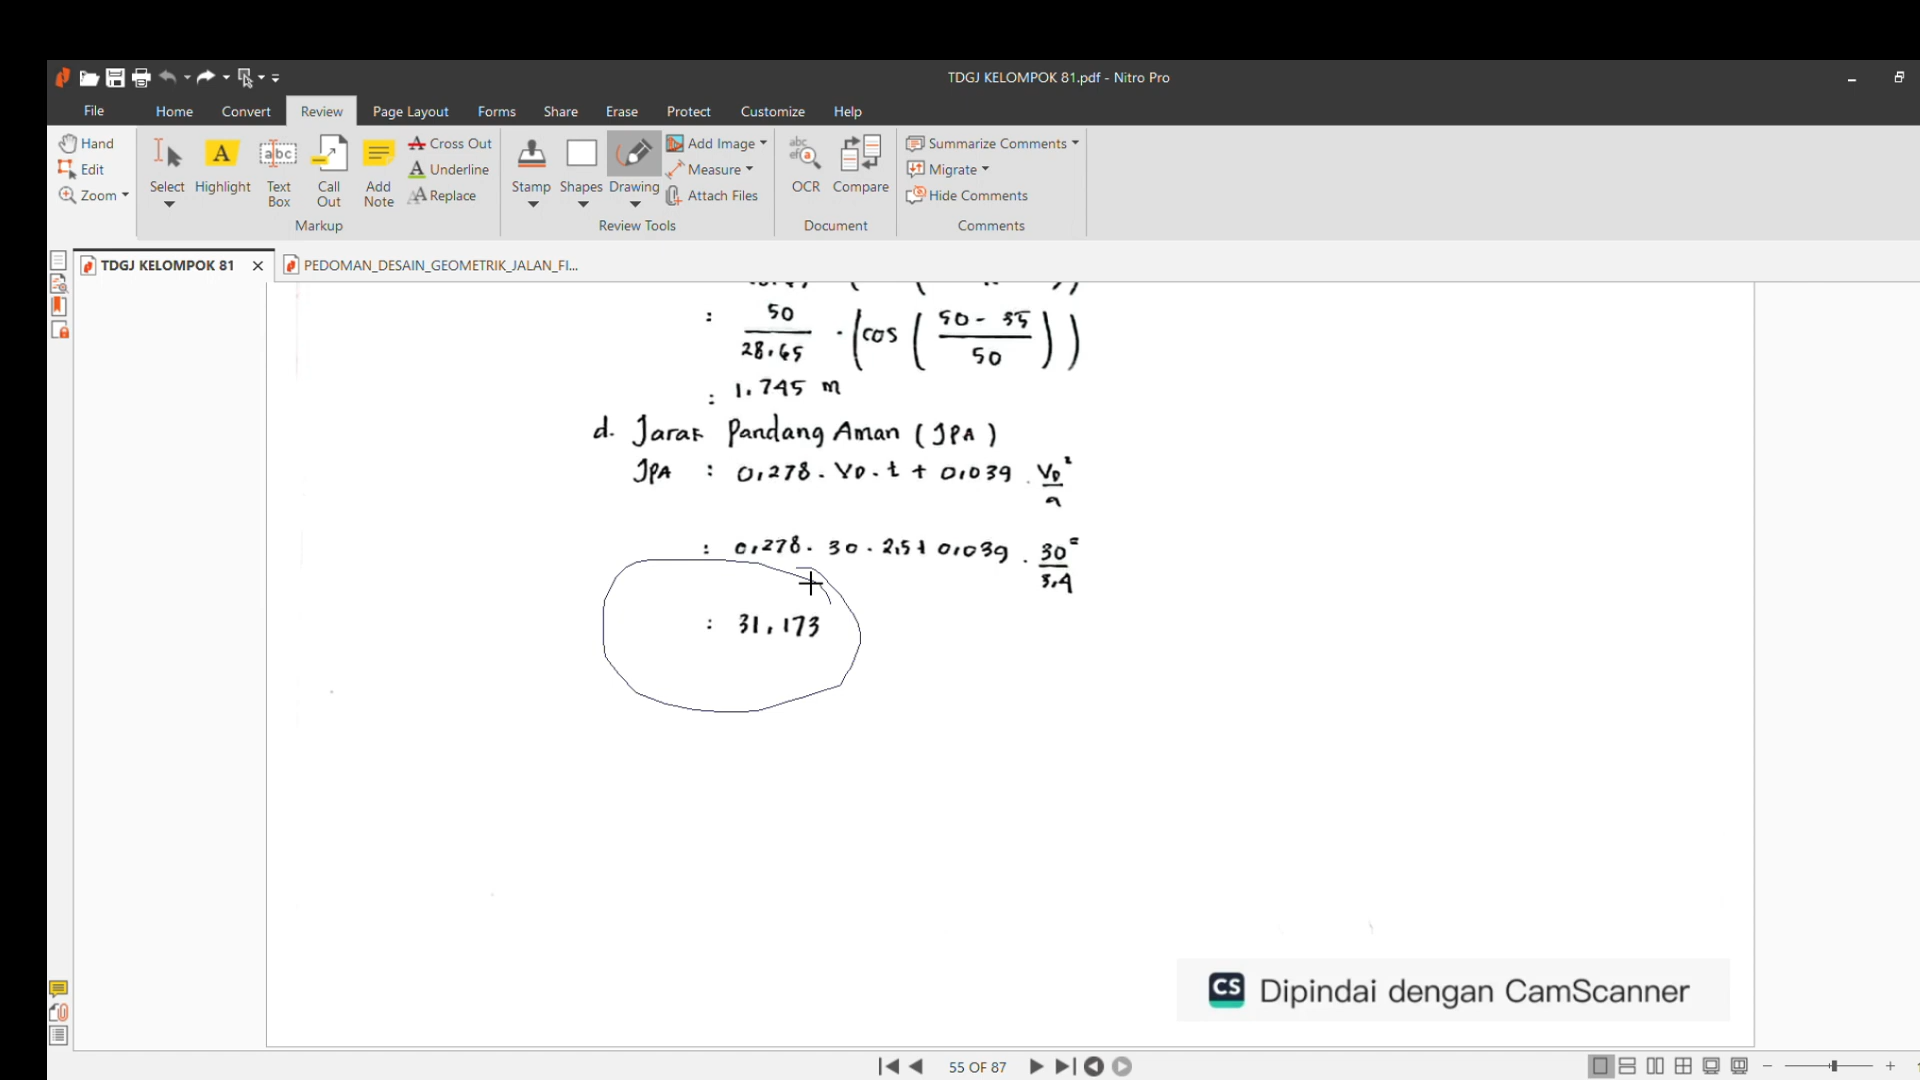 TDGJ KELOMPOK 81.pdf - Nitro Pro
File Home Convert Review Page Layout Forms Share Erase Protect Customize Help
Hand
Edit
Zoom
Select
Highlight
Text Box
Call Out
Add Note
Cross Out
Underline
Replace
Markup
Stamp
Shapes
Drawing
Add Image
Measure
Attach Files
Review Tools
OCR
Compare
Document
Summarize Comments
Migrate
Hide Comments
Comments
TDGJ KELOMPOK 81
PEDOMAN_DESAIN_GEOMETRIK_JALAN_FI...
: 50 / 28,65 . (cos ( 50 - 35 / 50 ) )
: 1.745 m
d. Jarak Pandang Aman (JPA)
JPA : 0,278 . VD . t + 0,039 . VD² / a
: 0,278 . 30 . 2,5 + 0,039 . 30² / 3,4
: 31,173
CS Dipindai dengan CamScanner
55 OF 87